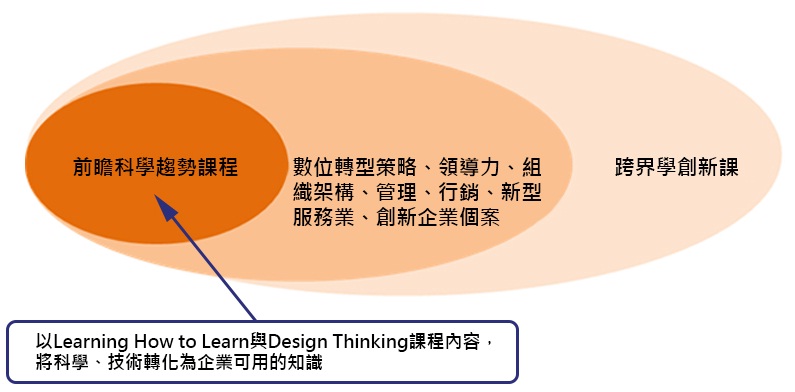 前瞻科學趨勢課程
數位轉型策略、領導力、組
織架構、管理、行銷、新型
服務業、創新企業個案
跨界學創新課
以Learning How to Learn與Design Thinking課程內容，
將科學、技術轉化為企業可用的知識